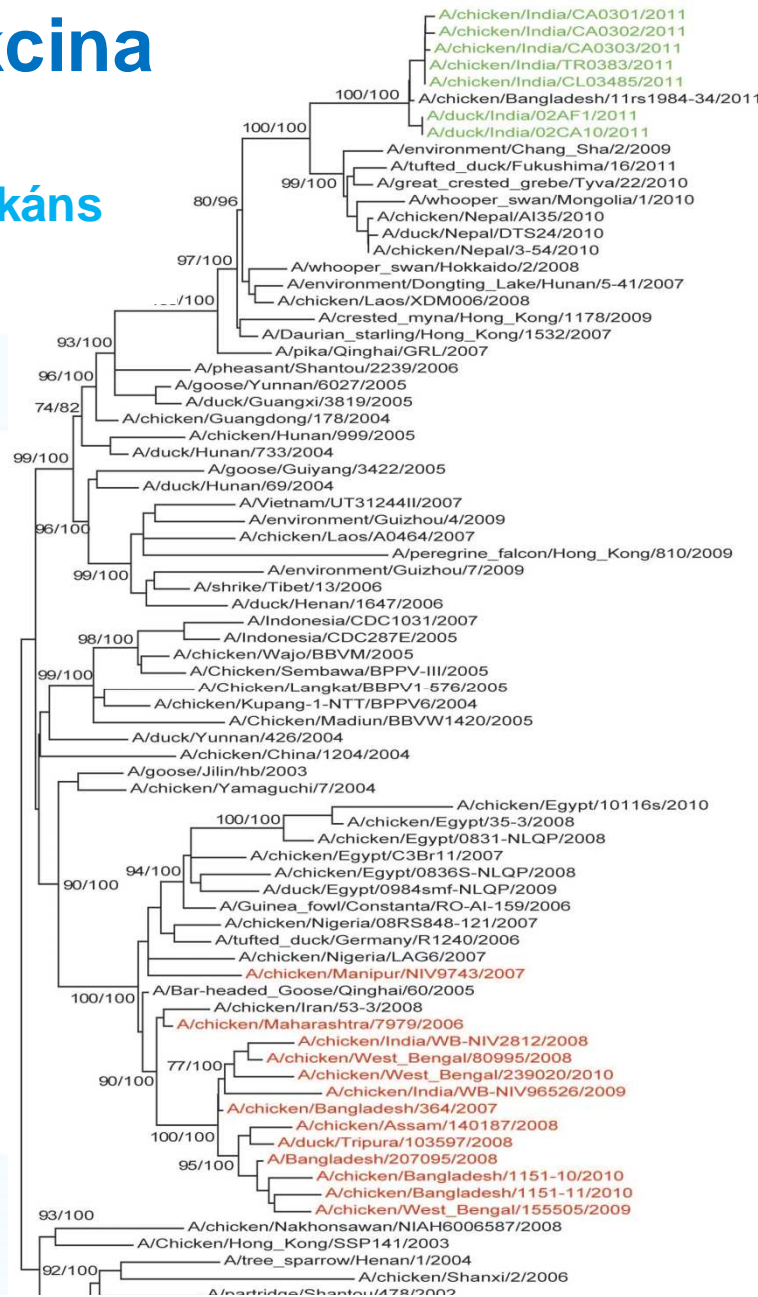 kcina
káns
A/chicken/India/CA0301/2011
A/chicken/India/CA0302/2011
A/chicken/India/CA0303/2011
A/chicken/India/TR0383/2011
A/chicken/India/CL03485/2011
100/100
A/chicken/Bangladesh/11rs1984-34/2011
A/duck/India/02AF1/2011
A/duck/India/02CA10/2011
100/100
A/environment/Chang_Sha/2/2009
A/tufted_duck/Fukushima/16/2011
99/100
A/great_crested_grebe/Tyva/22/2010
80/96
A/whooper_swan/Mongolia/1/2010
A/chicken/Nepal/AI35/2010
A/duck/Nepal/DTS24/2010
A/chicken/Nepal/3-54/2010
97/100
A/whooper_swan/Hokkaido/2/2008
A/environment/Dongting_Lake/Hunan/5-41/2007
/100
A/chicken/Laos/XDM006/2008
A/crested_myna/Hong_Kong/1178/2009
A/Daurian_starling/Hong_Kong/1532/2007
93/100
A/pika/Qinghai/GRL/2007
A/pheasant/Shantou/2239/2006
96/100
A/goose/Yunnan/6027/2005
A/duck/Guangxi/3819/2005
74/82
A/chicken/Guangdong/178/2004
A/chicken/Hunan/999/2005
A/duck/Hunan/733/2004
99/100
A/goose/Guiyang/3422/2005
A/duck/Hunan/69/2004
A/Vietnam/UT31244II/2007
A/environment/Guizhou/4/2009
96/100
A/chicken/Laos/A0464/2007
A/peregrine_falcon/Hong_Kong/810/2009
99/100
A/environment/Guizhou/7/2009
A/shrike/Tibet/13/2006
A/duck/Henan/1647/2006
A/Indonesia/CDC1031/2007
98/100
A/Indonesia/CDC287E/2005
A/chicken/Wajo/BBVM/2005
A/Chicken/Sembawa/BPPV-III/2005
99/100
A/Chicken/Langkat/BBPV1-576/2005
A/chicken/Kupang-1-NTT/BPPV6/2004
A/Chicken/Madiun/BBVW1420/2005
A/duck/Yunnan/426/2004
A/chicken/China/1204/2004
A/goose/Jilin/hb/2003
A/chicken/Yamaguchi/7/2004
A/chicken/Egypt/10116s/2010
100/100
A/chicken/Egypt/35-3/2008
A/chicken/Egypt/0831-NLQP/2008
A/chicken/Egypt/C3Br11/2007
94/100
A/chicken/Egypt/0836S-NLQP/2008
90/100
A/duck/Egypt/0984smf-NLQP/2009
A/Guinea_fowl/Constanta/RO-AI-159/2006
A/chicken/Nigeria/08RS848-121/2007
A/tufted_duck/Germany/R1240/2006
A/chicken/Nigeria/LAG6/2007
A/chicken/Manipur/NIV9743/2007
100/100
A/Bar-headed_Goose/Qinghai/60/2005
A/chicken/Iran/53-3/2008
A/chicken/Maharashtra/7979/2006
A/chicken/India/WB-NIV2812/2008
77/100
A/chicken/West_Bengal/80995/2008
90/100
A/chicken/West_Bengal/239020/2010
A/chicken/India/WB-NIV96526/2009
A/chicken/Bangladesh/364/2007
A/chicken/Assam/140187/2008
100/100
A/duck/Tripura/103597/2008
A/Bangladesh/207095/2008
95/100
A/chicken/Bangladesh/1151-10/2010
A/chicken/Bangladesh/1151-11/2010
A/chicken/West_Bengal/155505/2009
93/100
A/chicken/Nakhonsawan/NIAH6006587/2008
A/Chicken/Hong_Kong/SSP141/2003
A/tree_sparrow/Henan/1/2004
92/100
A/chicken/Shanxi/2/2006
A/partridge/Shantou/478/2002